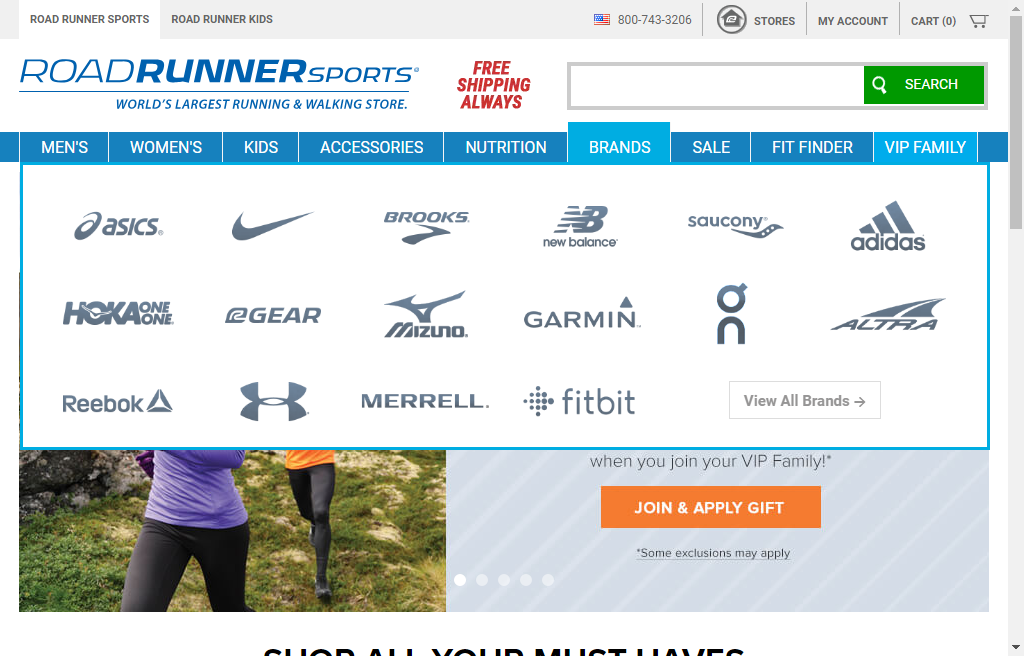 ROAD RUNNER SPORTS
ROAD RUNNER KIDS
800-743-3206
STORES
MY ACCOUNT
CART (0)
ROADRUNNERSPORTS®
WORLD'S LARGEST RUNNING & WALKING STORE.
FREE
SHIPPING
ALWAYS
SEARCH
MEN'S
WOMEN'S
KIDS
ACCESSORIES
NUTRITION
BRANDS
SALE
FIT FINDER
VIP FAMILY
asics®
BROOKS
NB
new balance
saucony®
adidas
HOKA ONE ONE
eGEAR
MIZUNO
GARMIN
on
ALTRA
Reebok
MERRELL
fitbit
View All Brands →
when you join your VIP Family!*
JOIN & APPLY GIFT
*Some exclusions may apply
SHOP ALL YOUR MUST HAVES